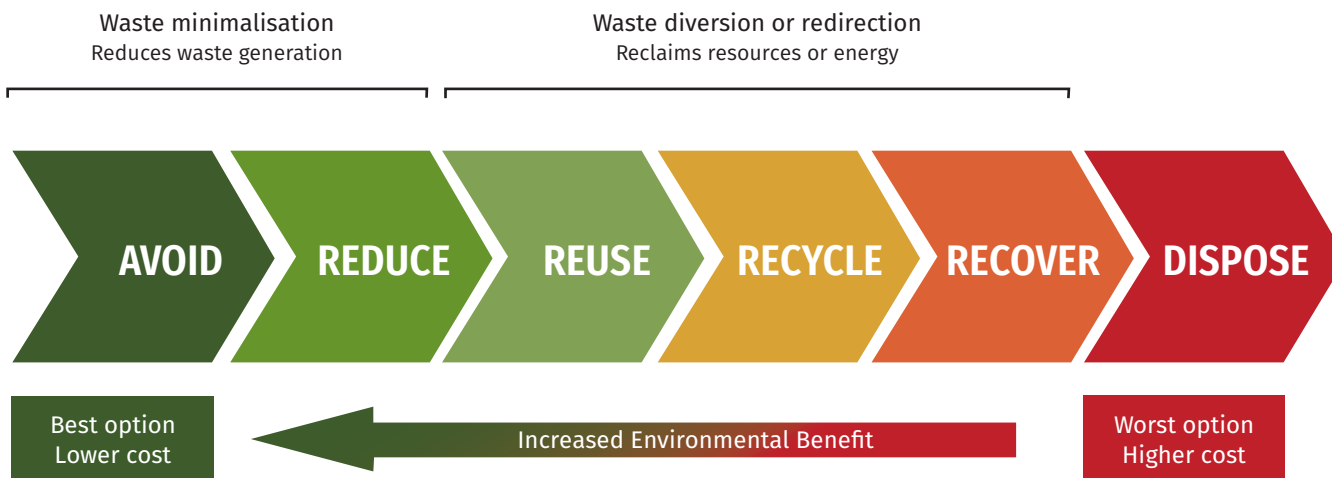 Waste minimalisation
Reduces waste generation
Waste diversion or redirection
Reclaims resources or energy
AVOID
REDUCE
REUSE
RECYCLE
RECOVER
DISPOSE
Best option
Lower cost
Increased Environmental Benefit
Worst option
Higher cost